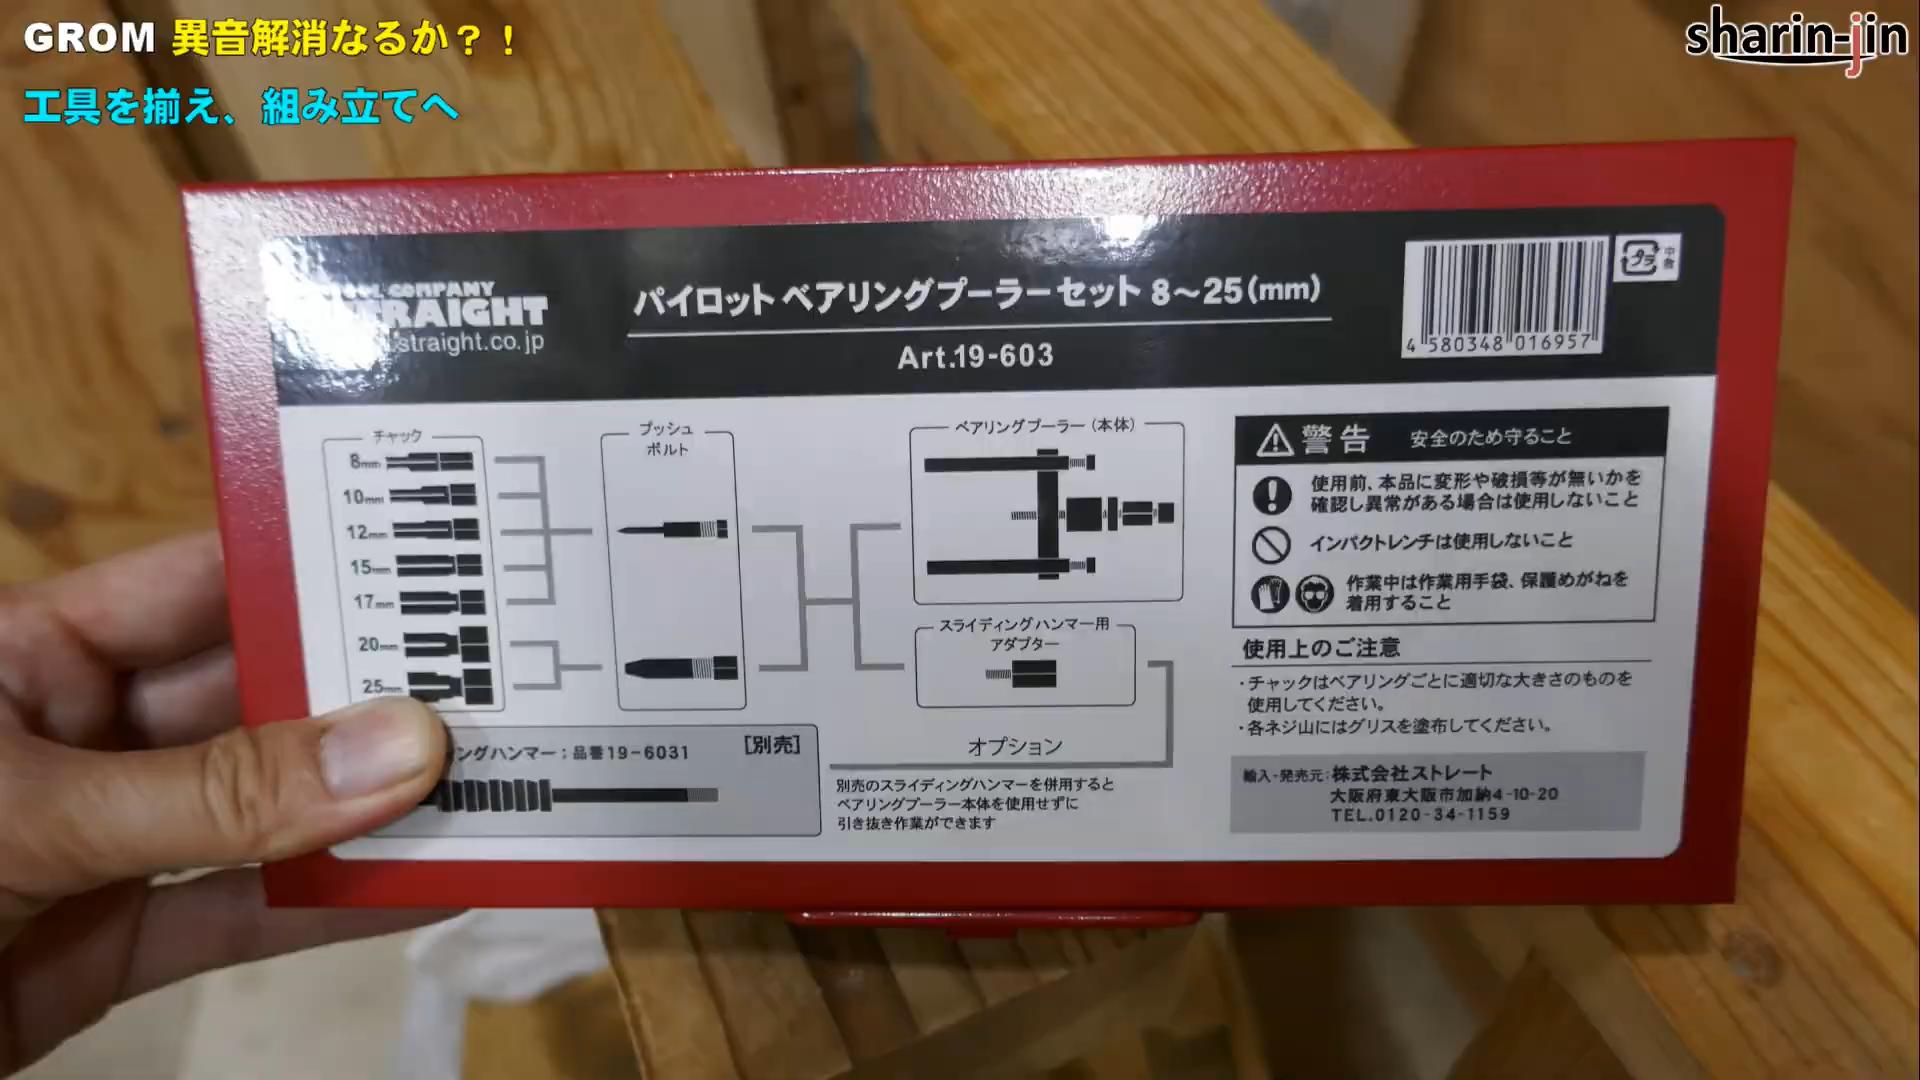 GROM 異音解消なるか？！
工具を揃え、組み立てへ
sharin-jin
COMPANY
パイロットベアリングプーラーセット 8～25(mm)
straight.co.jp
Art.19-603
4 580348 016957
プラ
チャック
8mm
10mm
12mm
15mm
17mm
20mm
25mm
プッシュ
ボルト
ベアリングプーラー(本体)
スライディングハンマー用
アダプター
オプション
ングハンマー：品番19-6031
[別売]
別売のスライディングハンマーを併用すると
ベアリングプーラー本体を使用せずに
引き抜き作業ができます
警告 安全のため守ること
使用前、本品に変形や破損等が無いかを
確認し異常がある場合は使用しないこと
インパクトレンチは使用しないこと
作業中は作業用手袋、保護めがねを
着用すること
使用上のご注意
・チャックはベアリングごとに適切な大きさのものを
使用してください。
・各ネジ山にはグリスを塗布してください。
輸入・発売元：株式会社ストレート
大阪府東大阪市加納4-10-20
TEL.0120-34-1159